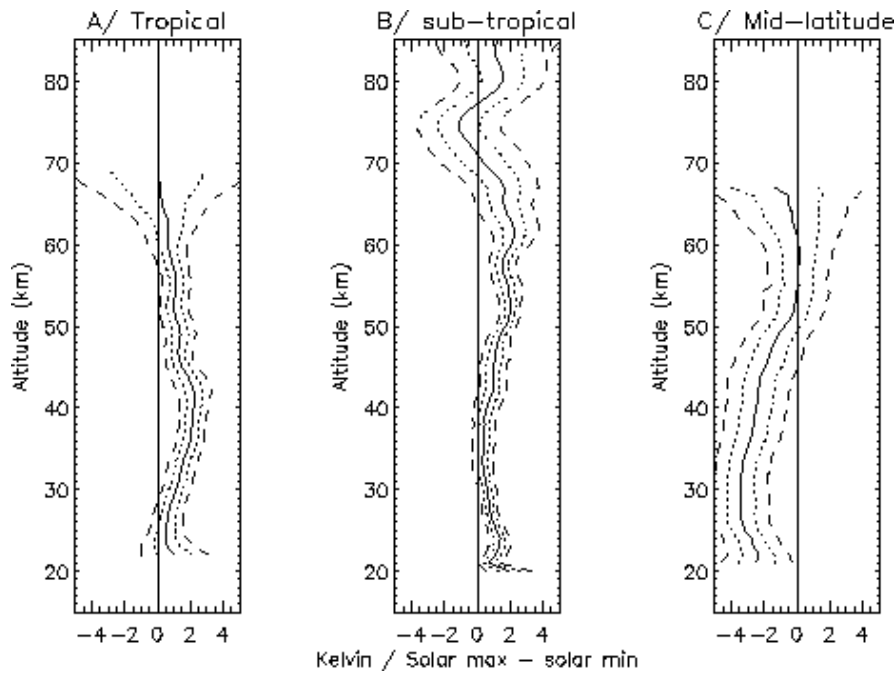 A/ Tropical
B/ sub-tropical
C/ Mid-latitude
Altitude (km)
80
70
60
50
40
30
20
-4 -2 0 2 4
Altitude (km)
80
70
60
50
40
30
20
-4 -2 0 2 4
Altitude (km)
80
70
60
50
40
30
20
-4 -2 0 2 4
Kelvin / Solar max - solar min